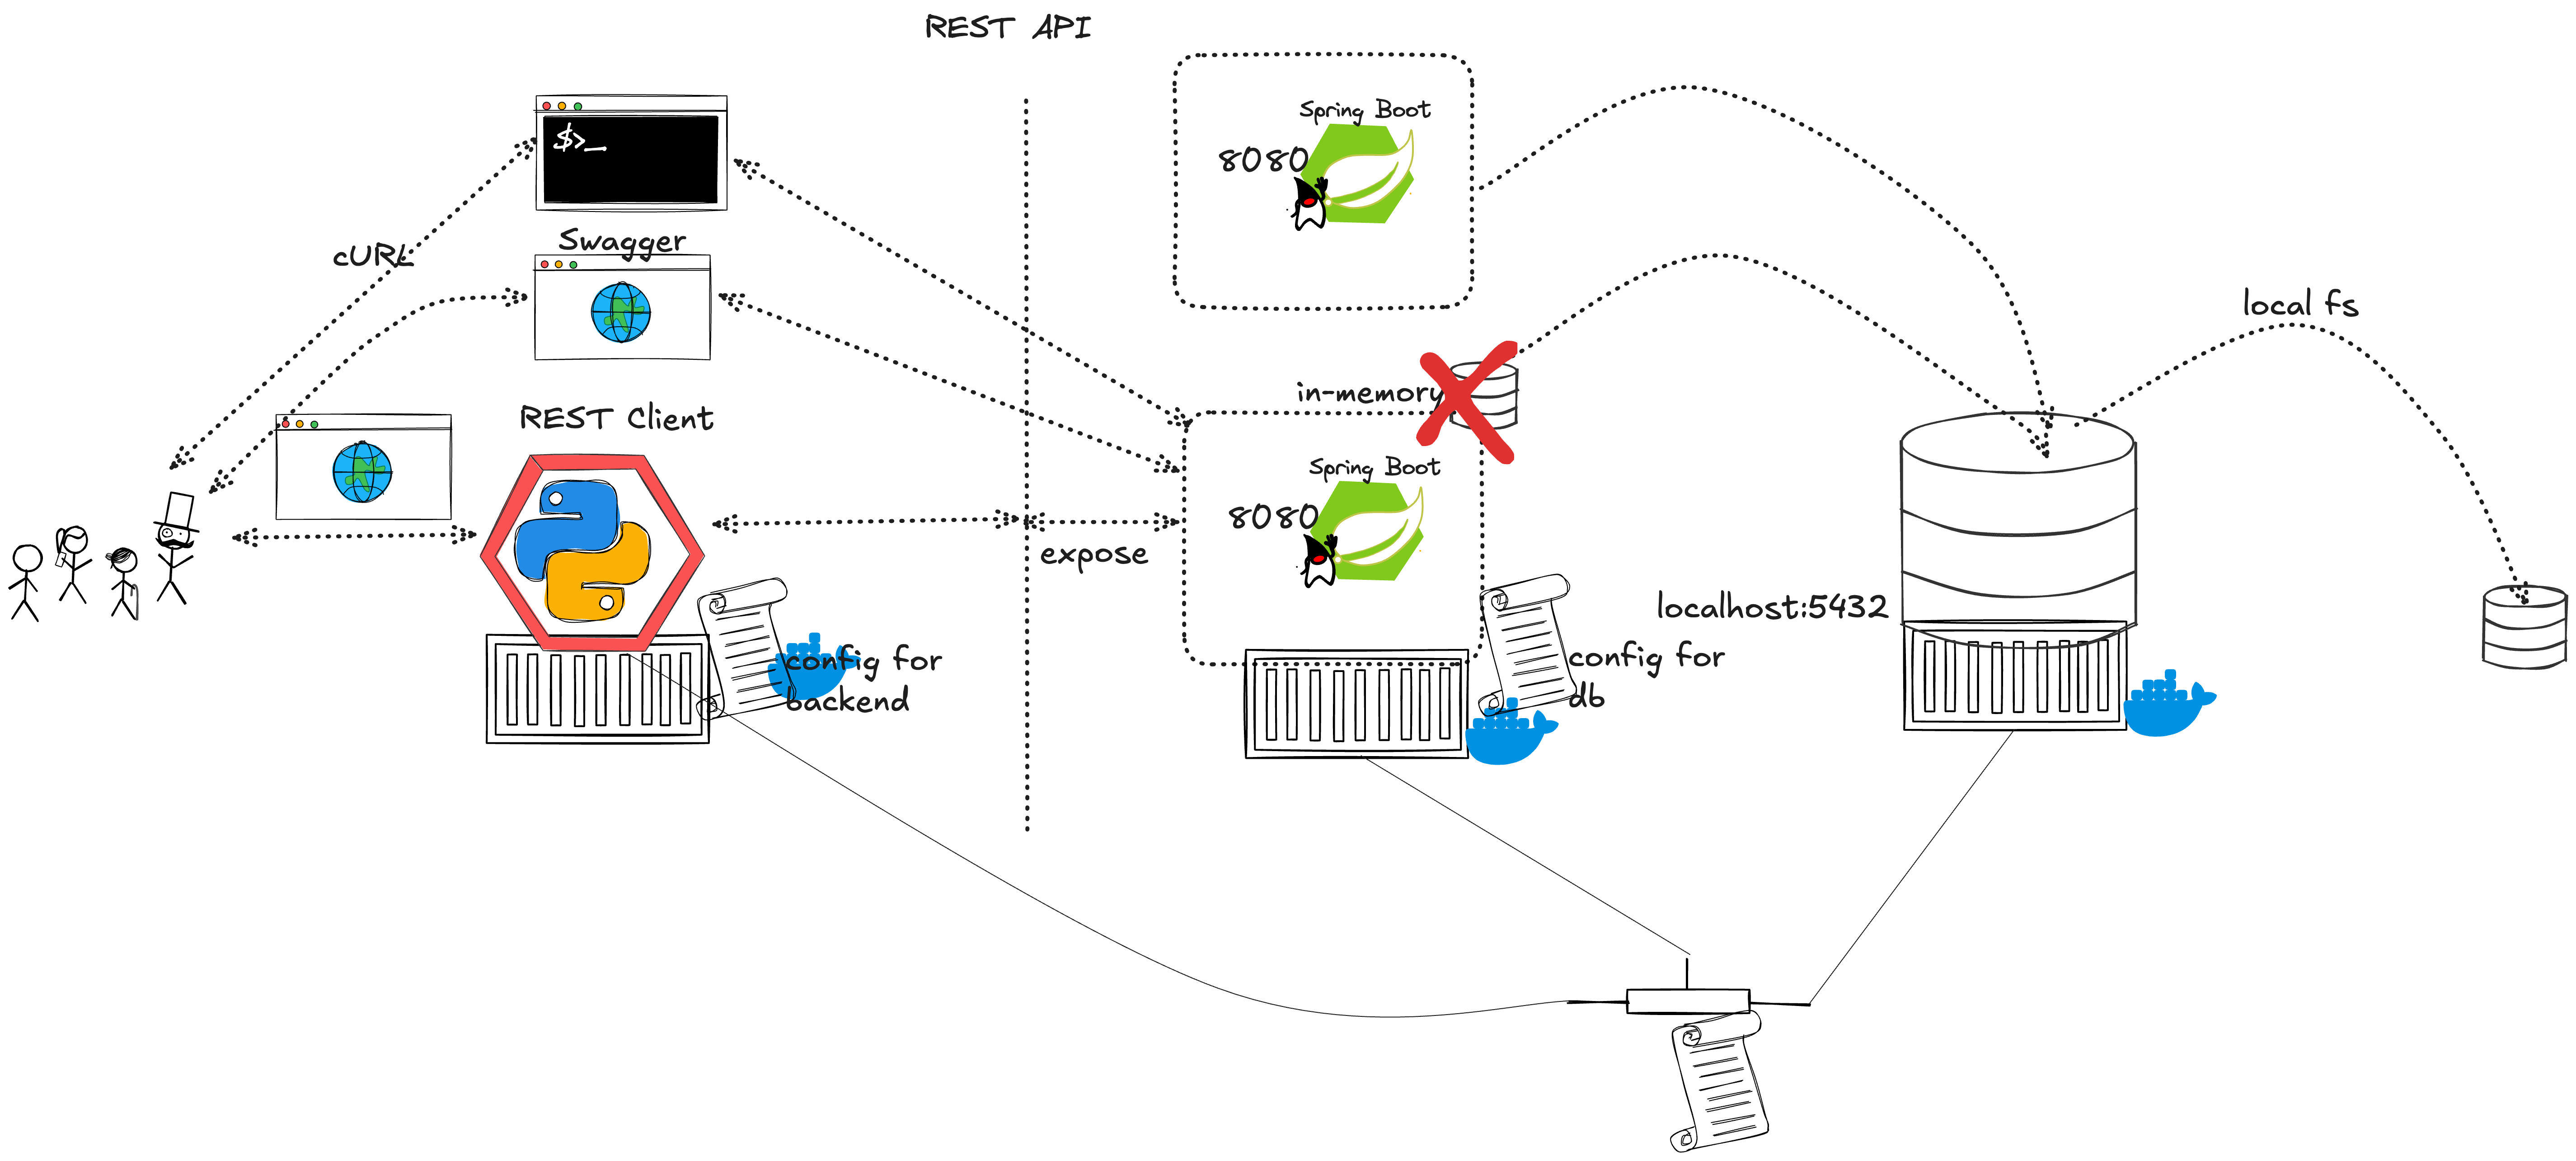 REST API
Spring Boot
8080
$>_
cURL
Swagger
local fs
in-memory
REST Client
Spring Boot
8080
expose
localhost:5432
config for
backend
config for
db